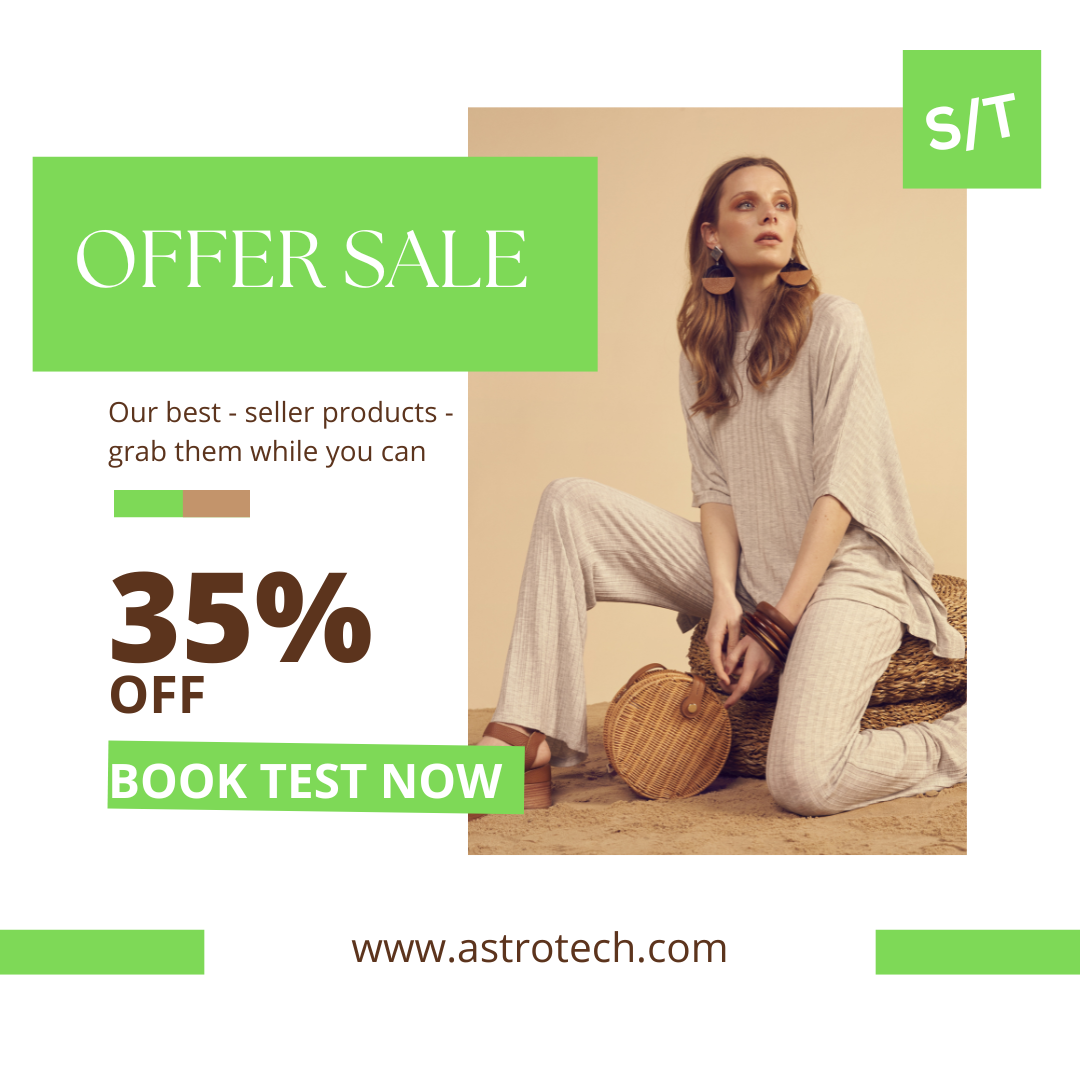 S/T
OFFER SALE
Our best - seller products -
grab them while you can
35%
OFF
BOOK TEST NOW
www.astrotech.com